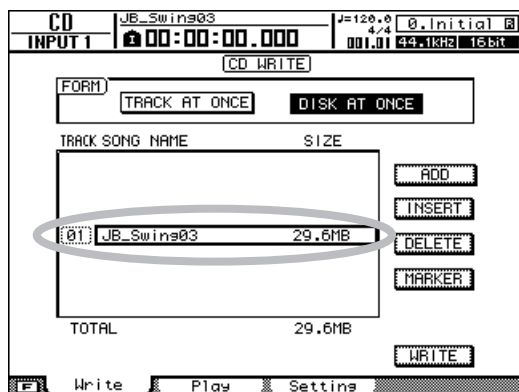 CD JB_Swing03 J=120.0 4/4 0.Initial
INPUT 1 00:00:00.000 001.01 44.1kHz 16bit
CD WRITE
FORM
TRACK AT ONCE DISK AT ONCE
TRACK SONG NAME SIZE
ADD
INSERT
01 JB_Swing03 29.6MB
DELETE
MARKER
TOTAL 29.6MB
WRITE
F Write Play Setting